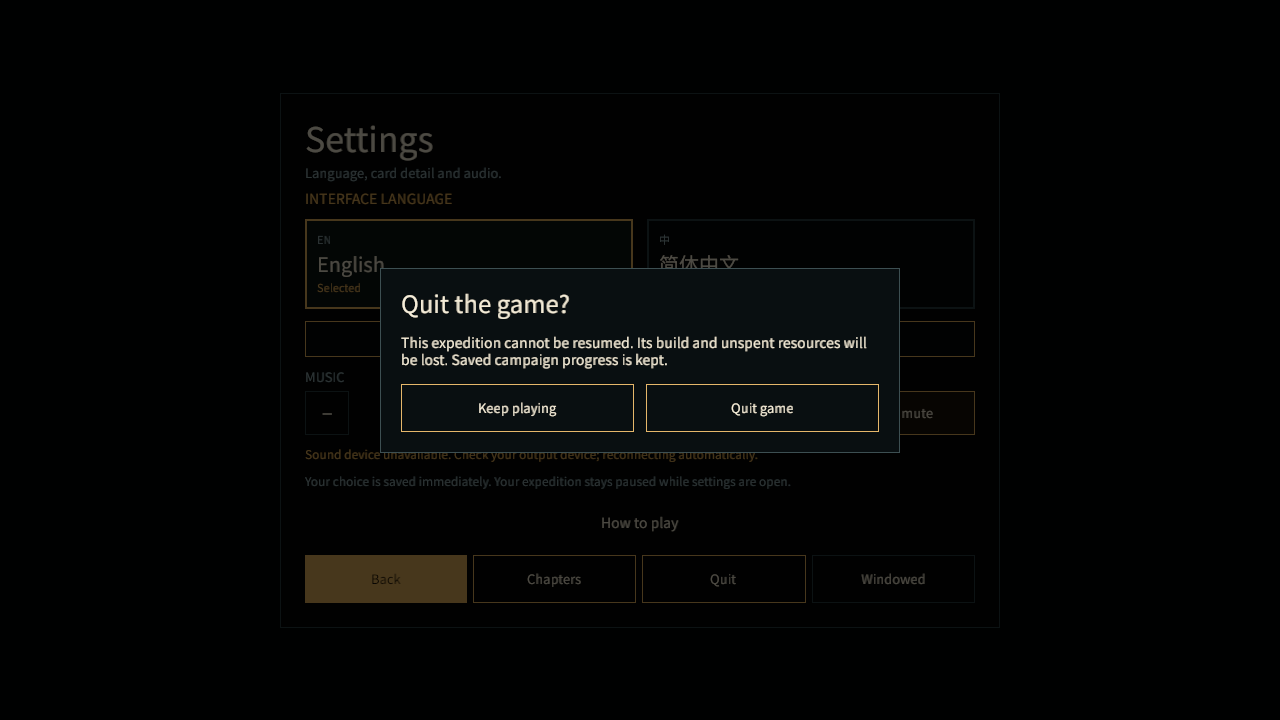 Settings
Language, card detail and audio.
INTERFACE LANGUAGE
EN
English
Selected
中
简体中文
Quit the game?
This expedition cannot be resumed. Its build and unspent resources will
be lost. Saved campaign progress is kept.
Keep playing
Quit game
MUSIC
–
mute
Sound device unavailable. Check your output device; reconnecting automatically.
Your choice is saved immediately. Your expedition stays paused while settings are open.
How to play
Back
Chapters
Quit
Windowed